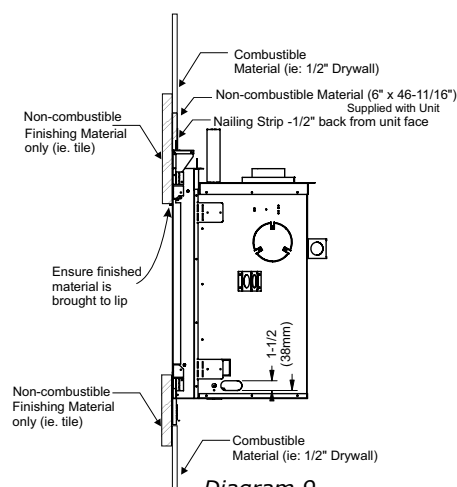 Combustible
Material (ie: 1/2" Drywall)
Non-combustible Material (6" x 46-11/16")
Supplied with Unit
Nailing Strip -1/2" back from unit face
Non-combustible
Finishing Material
only (ie. tile)
Ensure finished
material is
brought to lip
1-1/2
(38mm)
Non-combustible
Finishing Material
only (ie. tile)
Combustible
Material (ie: 1/2" Drywall)
Diagram 9